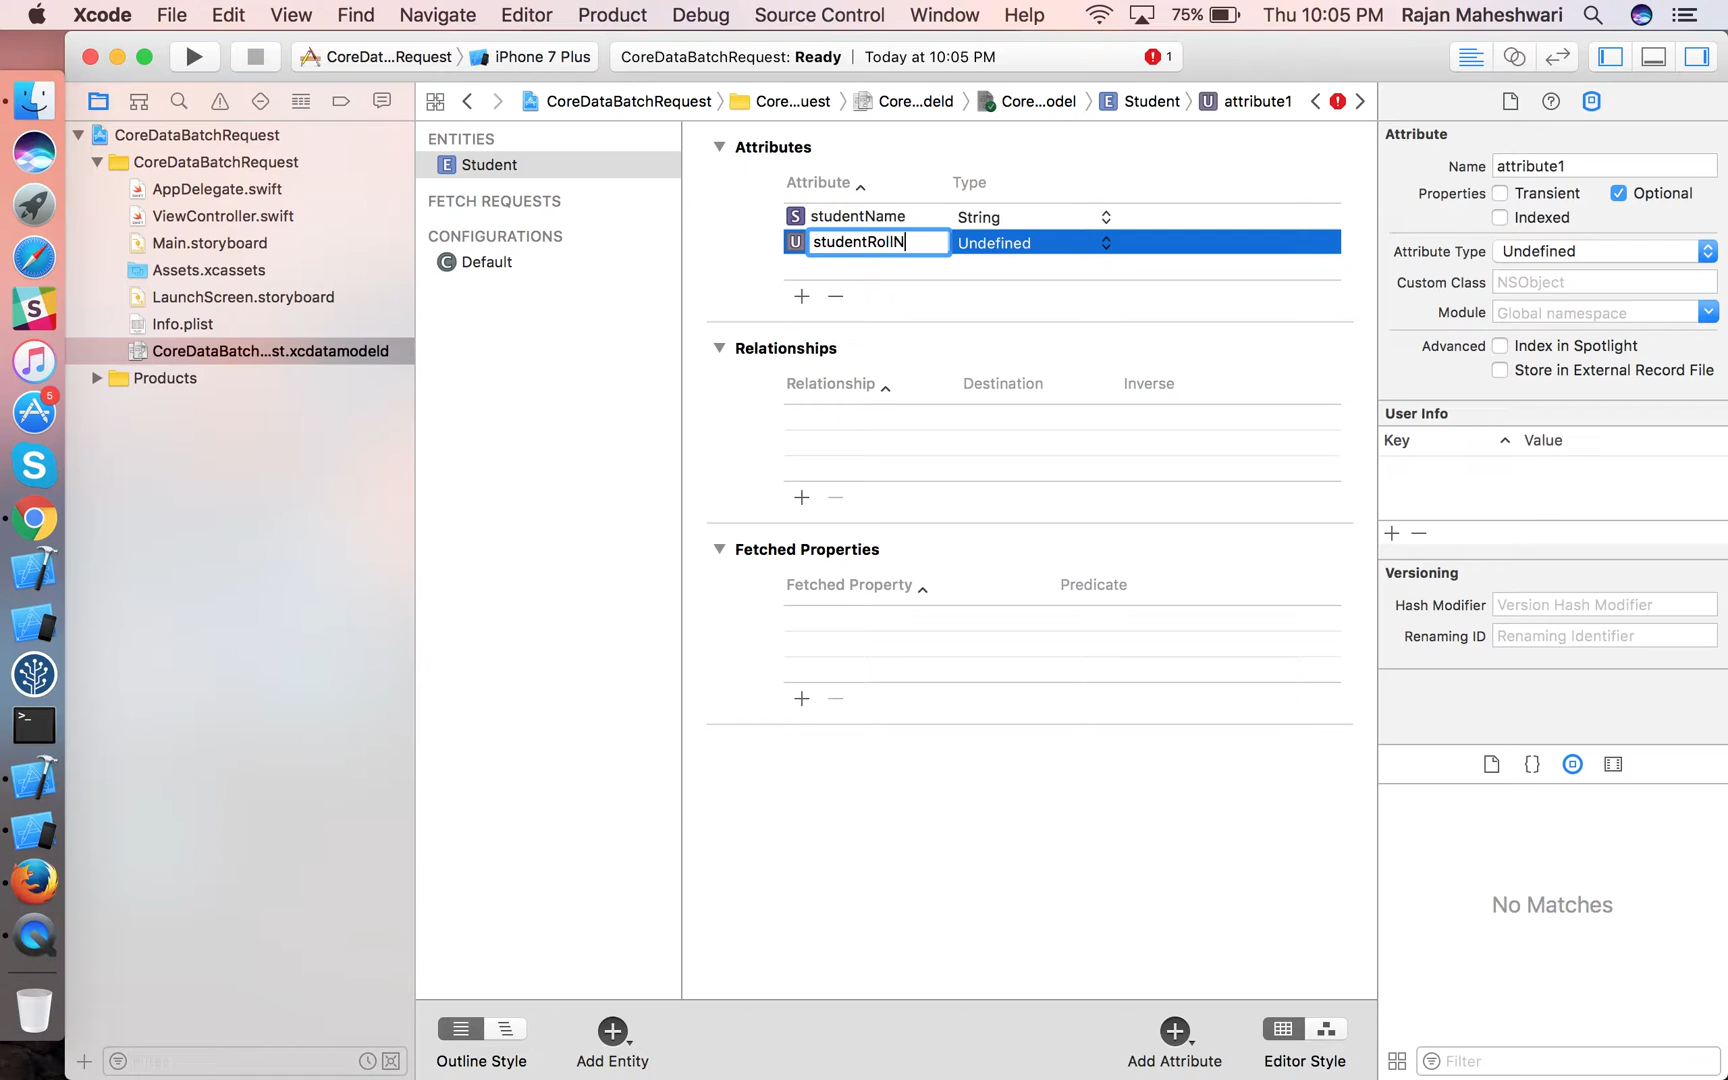 Xcode File Edit View Find Navigate Editor Product Debug Source Control Window Help 75% Thu 10:05 PM Rajan Maheshwari
CoreDat...Request iPhone 7 Plus CoreDataBatchRequest: Ready Today at 10:05 PM 1
CoreDataBatchRequest Core...uest Core...deld Core...odel E Student U attribute1
CoreDataBatchRequest
CoreDataBatchRequest
AppDelegate.swift
ViewController.swift
Main.storyboard
Assets.xcassets
LaunchScreen.storyboard
Info.plist
CoreDataBatch...st.xcdatamodeld
Products
Filter
5
ENTITIES
E Student
FETCH REQUESTS
CONFIGURATIONS
C Default
Attributes
Attribute Type
S studentName String
U studentRollN Undefined
Relationships
Relationship Destination Inverse
Fetched Properties
Fetched Property Predicate
Outline Style Add Entity Add Attribute Editor Style
Attribute
Name attribute1
Properties Transient Optional
Indexed
Attribute Type Undefined
Custom Class NSObject
Module Global namespace
Advanced Index in Spotlight
Store in External Record File
User Info
Key Value
Versioning
Hash Modifier Version Hash Modifier
Renaming ID Renaming Identifier
No Matches
Filter